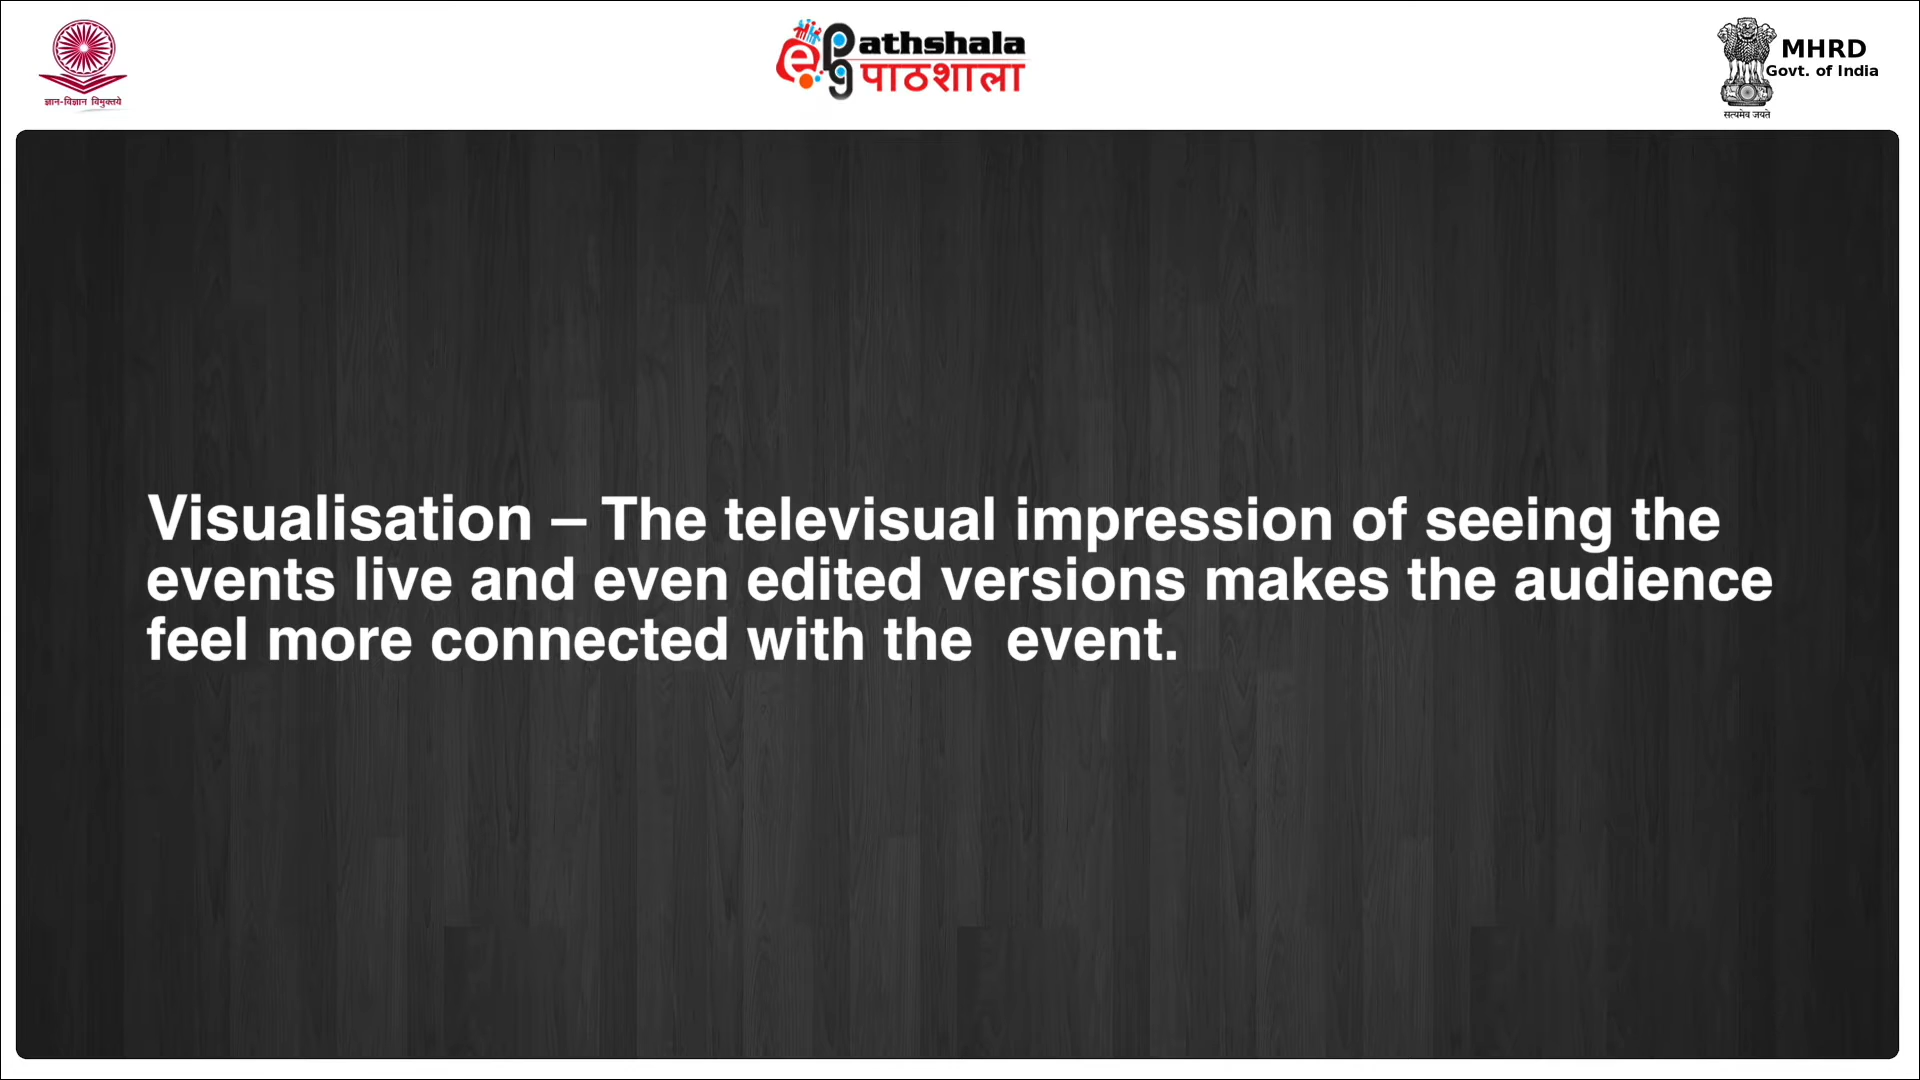 ज्ञान-विज्ञान विमुक्तये
ePG athshala
पाठशाला
MHRD
Govt. of India
सत्यमेव जयते
Visualisation – The televisual impression of seeing the
events live and even edited versions makes the audience
feel more connected with the  event.